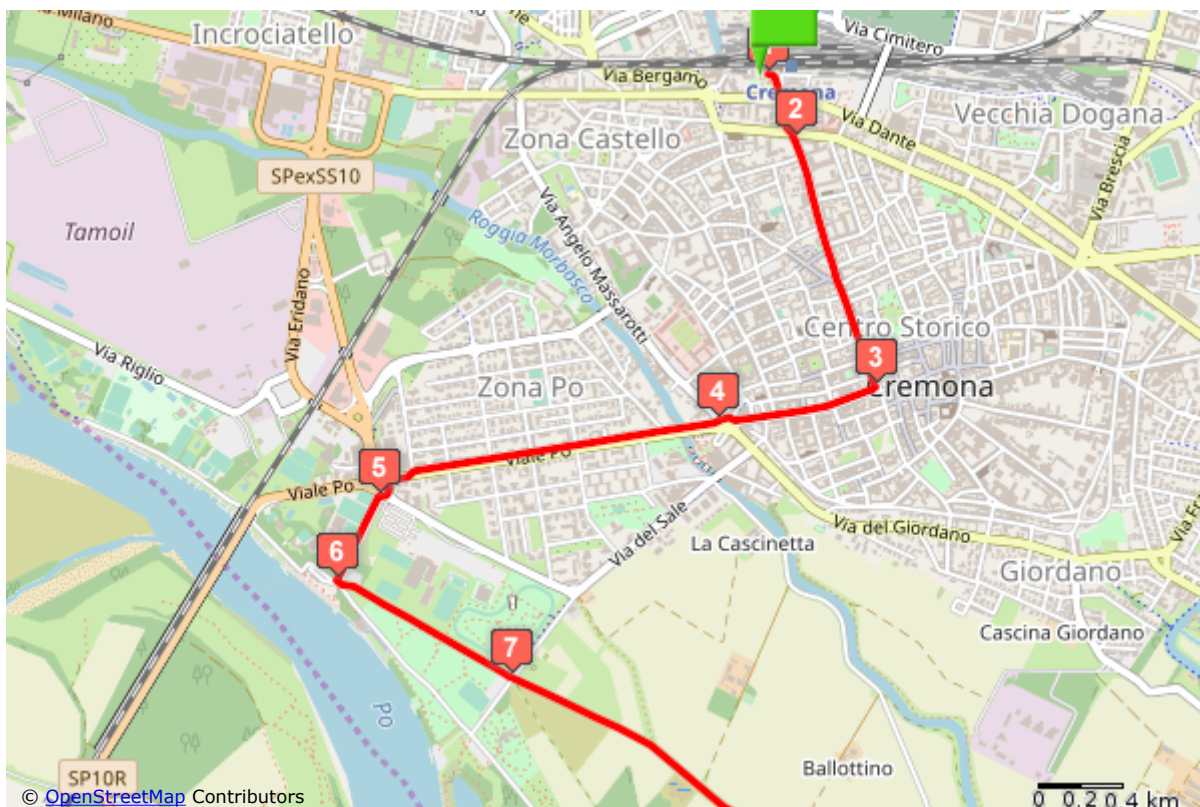 Milano
Incrociatello
Via Cimitero
Via Bergamo
Cremona
2
Vecchia Dogana
Zona Castello
Via Dante
SPexSS10
Via Brescia
Tamoil
Via Angelo Massarotti
Roggia Morbasco
Via Eridano
Centro Storico
Via Riglio
3
Zona Po
4
Cremona
Viale Po
5
Viale Po
Via del Sale
Via del Giordano
La Cascinetta
6
Giordano
7
Cascina Giordano
Po
SP10R
Ballottino
© OpenStreetMap Contributors
0 0.2 0.4 km